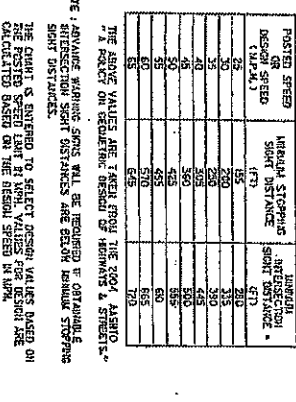 POSTED SPEED OR DESIGN SPEED (M.P.H.) MINIMUM STOPPING SIGHT DISTANCE (FT) MINIMUM INTERSECTION SIGHT DISTANCE * (FT)
25 155 280
30 200 335
35 250 390
40 305 445
45 360 500
50 425 555
55 495 610
60 570 665
65 645 720
THE ABOVE VALUES ARE TAKEN FROM THE 2004 AASHTO
"A POLICY ON GEOMETRIC DESIGN OF HIGHWAYS & STREETS."
: ADVANCE WARNING SIGNS WILL BE REQUIRED IF OBTAINABLE
INTERSECTION SIGHT DISTANCES ARE BELOW MINIMUM STOPPING
SIGHT DISTANCES.
THE CHART IS ENTERED TO SELECT DESIGN VALUES BASED ON
THE POSTED SPEED LIMIT IN MPH. VALUES FOR DESIGN ARE
CALCULATED BASED ON THE DESIGN SPEED IN MPH.